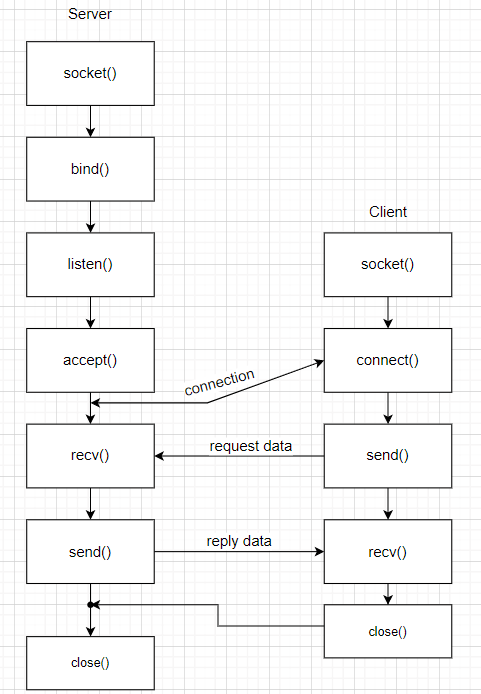 Server
socket()
bind()
Client
listen()
socket()
accept()
connect()
connection
recv()
request data
send()
send()
reply data
recv()
close()
close()